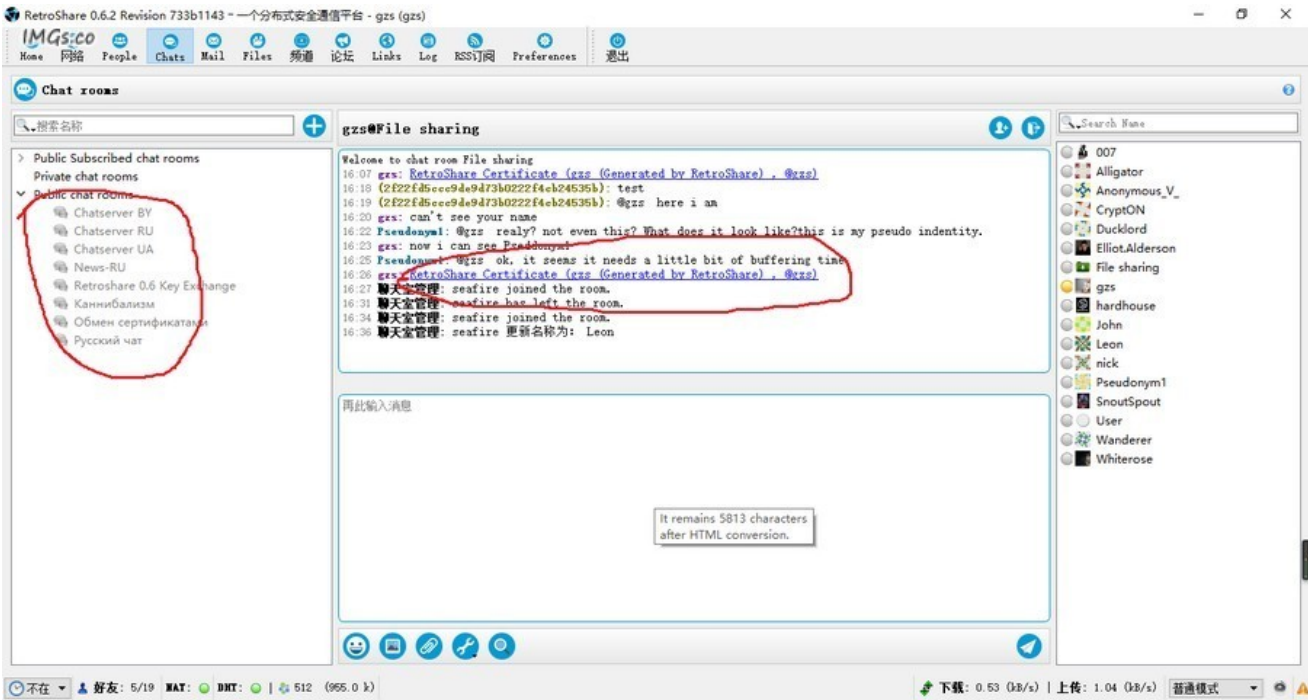 RetroShare 0.6.2 Revision 733b1143 - 一个分布式安全通信平台 - gzs (gzs)
IMGs.co
Home 网络 People Chats Mail Files 频道 论坛 Links Log RSS订阅 Preferences 退出
Chat rooms
搜索名称
Public Subscribed chat rooms
Private chat rooms
Public chat rooms
Chatserver BY
Chatserver RU
Chatserver UA
News-RU
Retroshare 0.6 Key Exchange
Каннибализм
Обмен сертификатами
Русский чат
gzs@File sharing
Welcome to chat room File sharing
16:07 gzs: RetroShare Certificate (gzs (Generated by RetroShare) , @gzs)
16:18 (2f22fd5ccc9de9d73b0222f4cb24535b): test
16:19 (2f22fd5ccc9de9d73b0222f4cb24535b): @gzs here i am
16:20 gzs: can't see your name
16:22 Pseudonym1: @gzs realy? not even this? What does it look like?this is my pseudo indentity.
16:23 gzs: now i can see Pseddonym1
16:25 Pseudonym1: @gzs ok, it seems it needs a little bit of buffering time
16:26 gzs: RetroShare Certificate (gzs (Generated by RetroShare) , @gzs)
16:27 聊天室管理: seafire joined the room.
16:31 聊天室管理: seafire has left the room.
16:34 聊天室管理: seafire joined the room.
16:36 聊天室管理: seafire 更新名称为: Leon
再此输入消息
It remains 5813 characters
after HTML conversion.
Search Name
007
Alligator
Anonymous_V_
CryptON
Ducklord
Elliot.Alderson
File sharing
gzs
hardhouse
John
Leon
nick
Pseudonym1
SnoutSpout
User
Wanderer
Whiterose
不在 好友: 5/19 NAT: DHT: | 512 (955.0 k) 下载: 0.53 (kB/s) | 上传: 1.04 (kB/s) 普通模式